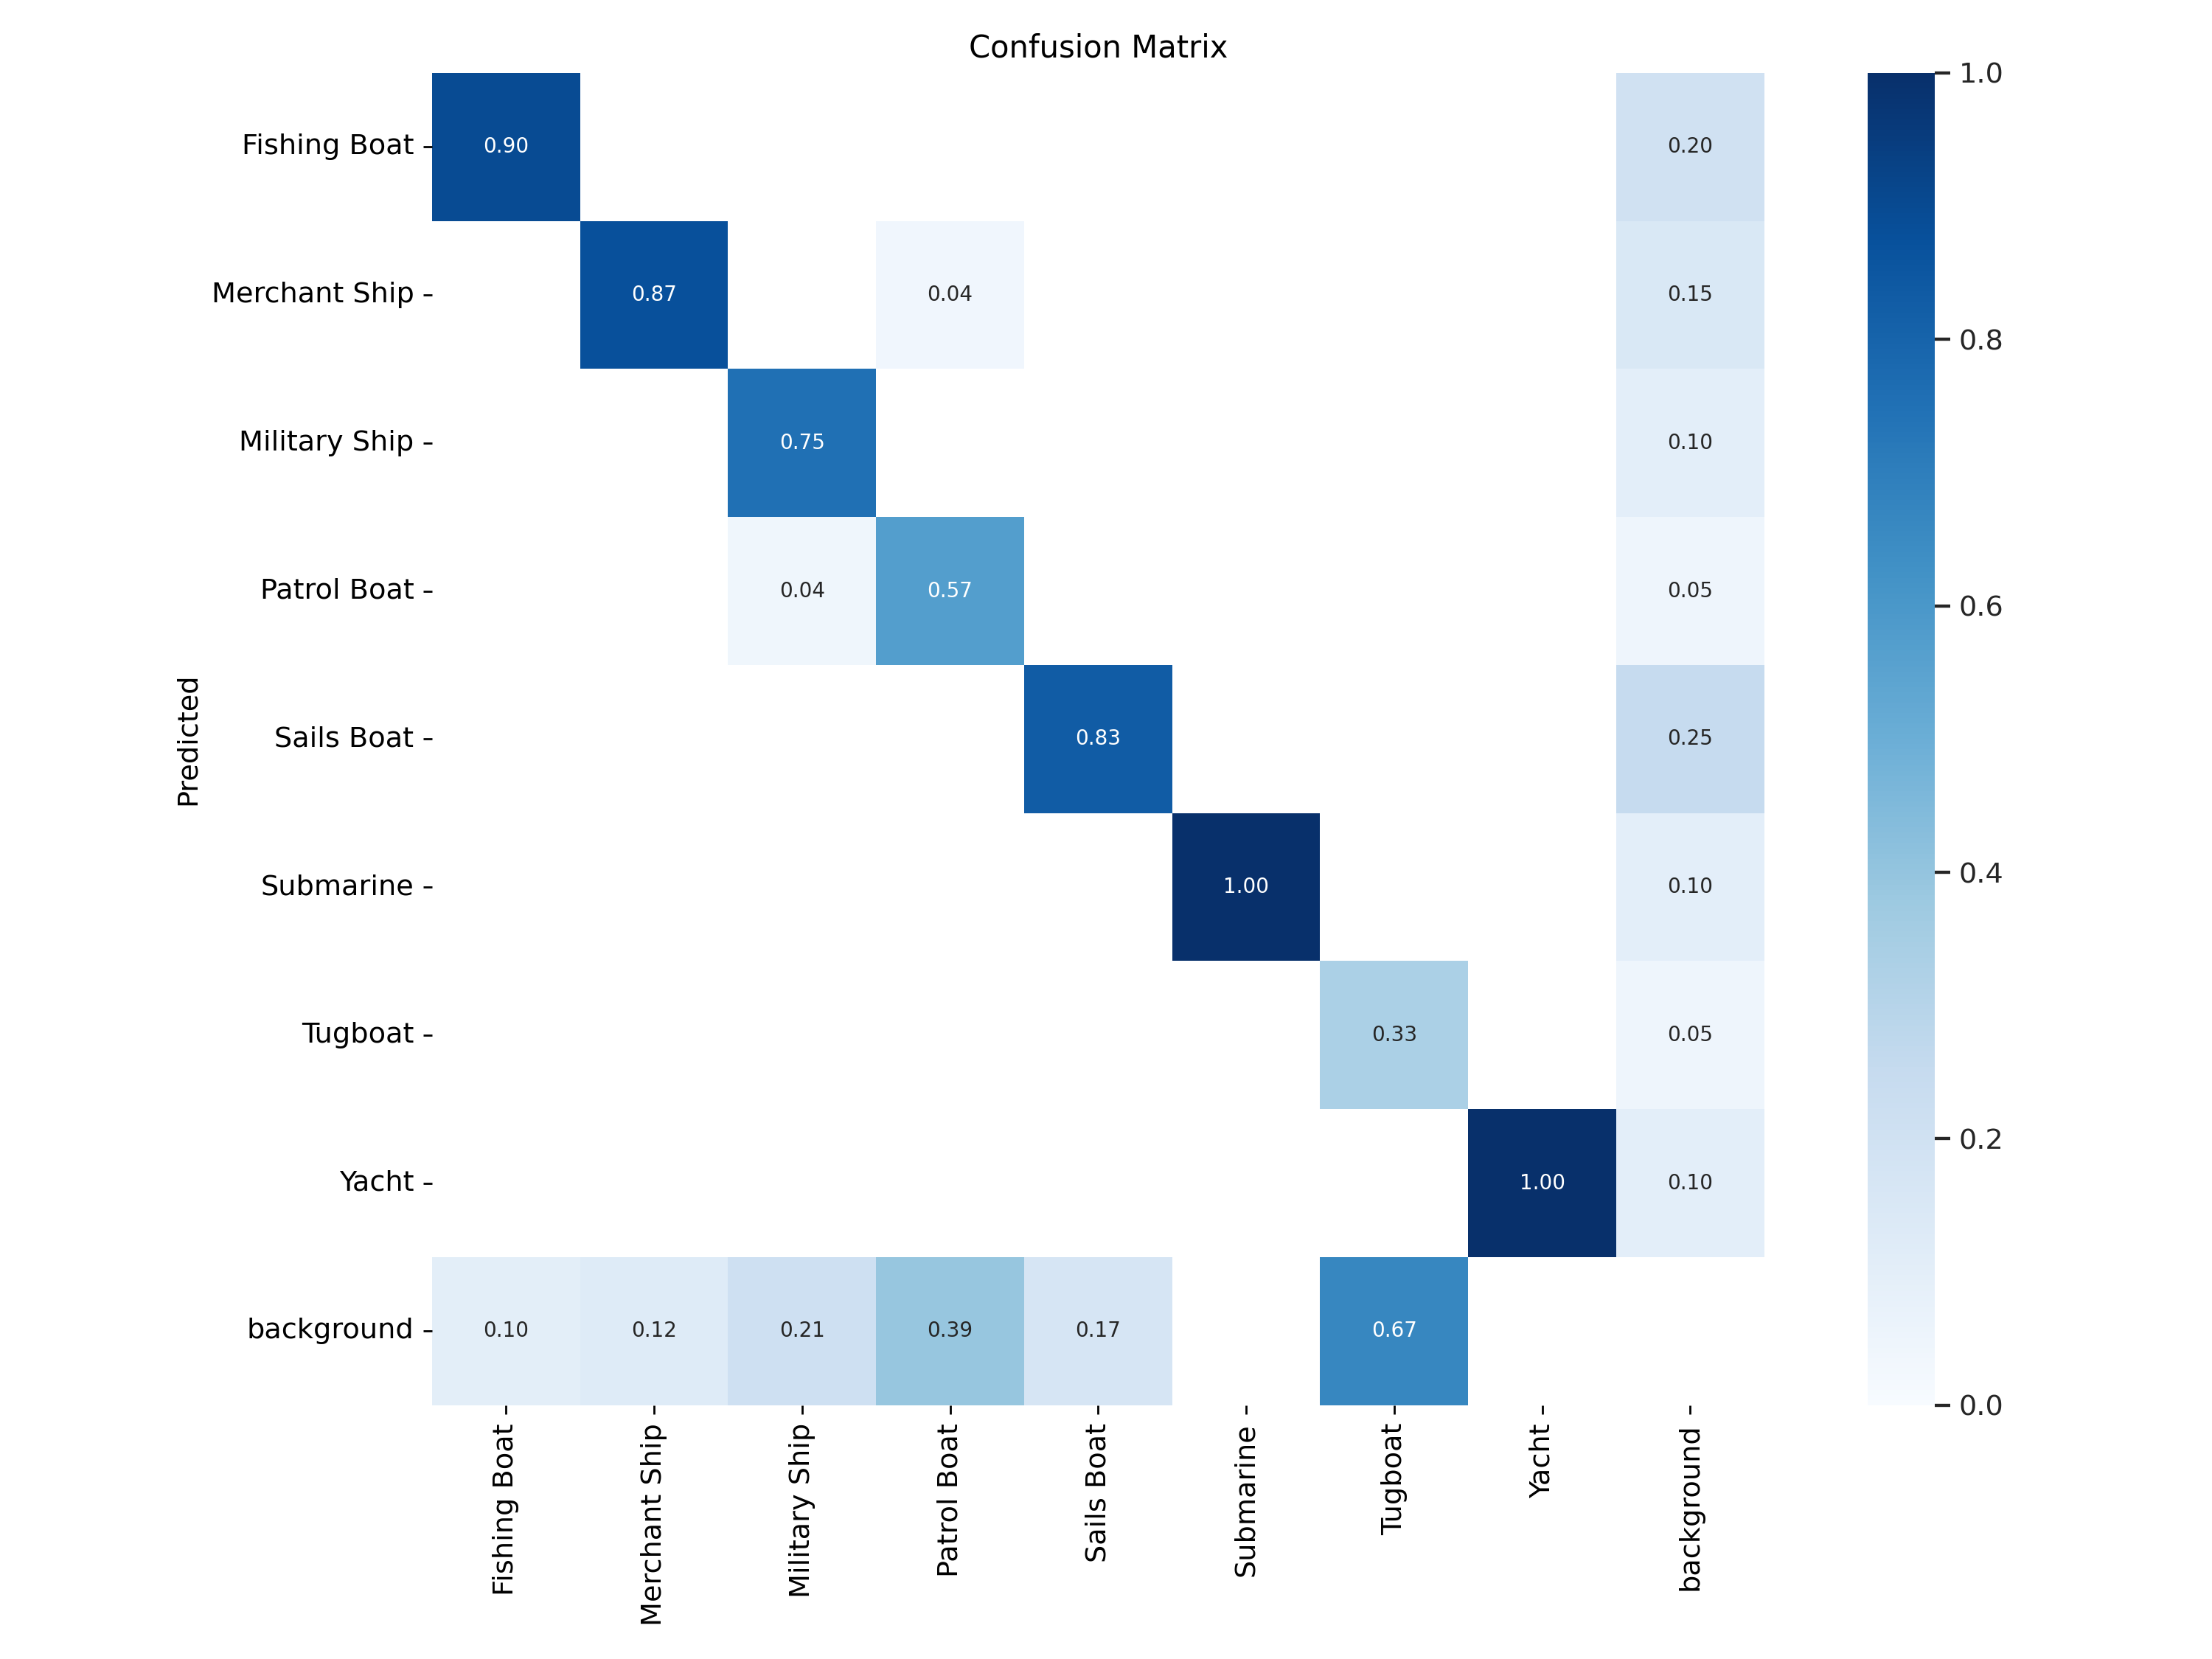 Confusion Matrix
Fishing Boat 0.90 0.20
Merchant Ship 0.87 0.04 0.15
Military Ship 0.75 0.10
Patrol Boat 0.04 0.57 0.05
Sails Boat 0.83 0.25
Submarine 1.00 0.10
Tugboat 0.33 0.05
Yacht 1.00 0.10
background 0.10 0.12 0.21 0.39 0.17 0.67
Predicted
Fishing Boat
Merchant Ship
Military Ship
Patrol Boat
Sails Boat
Submarine
Tugboat
Yacht
background
1.0
0.8
0.6
0.4
0.2
0.0